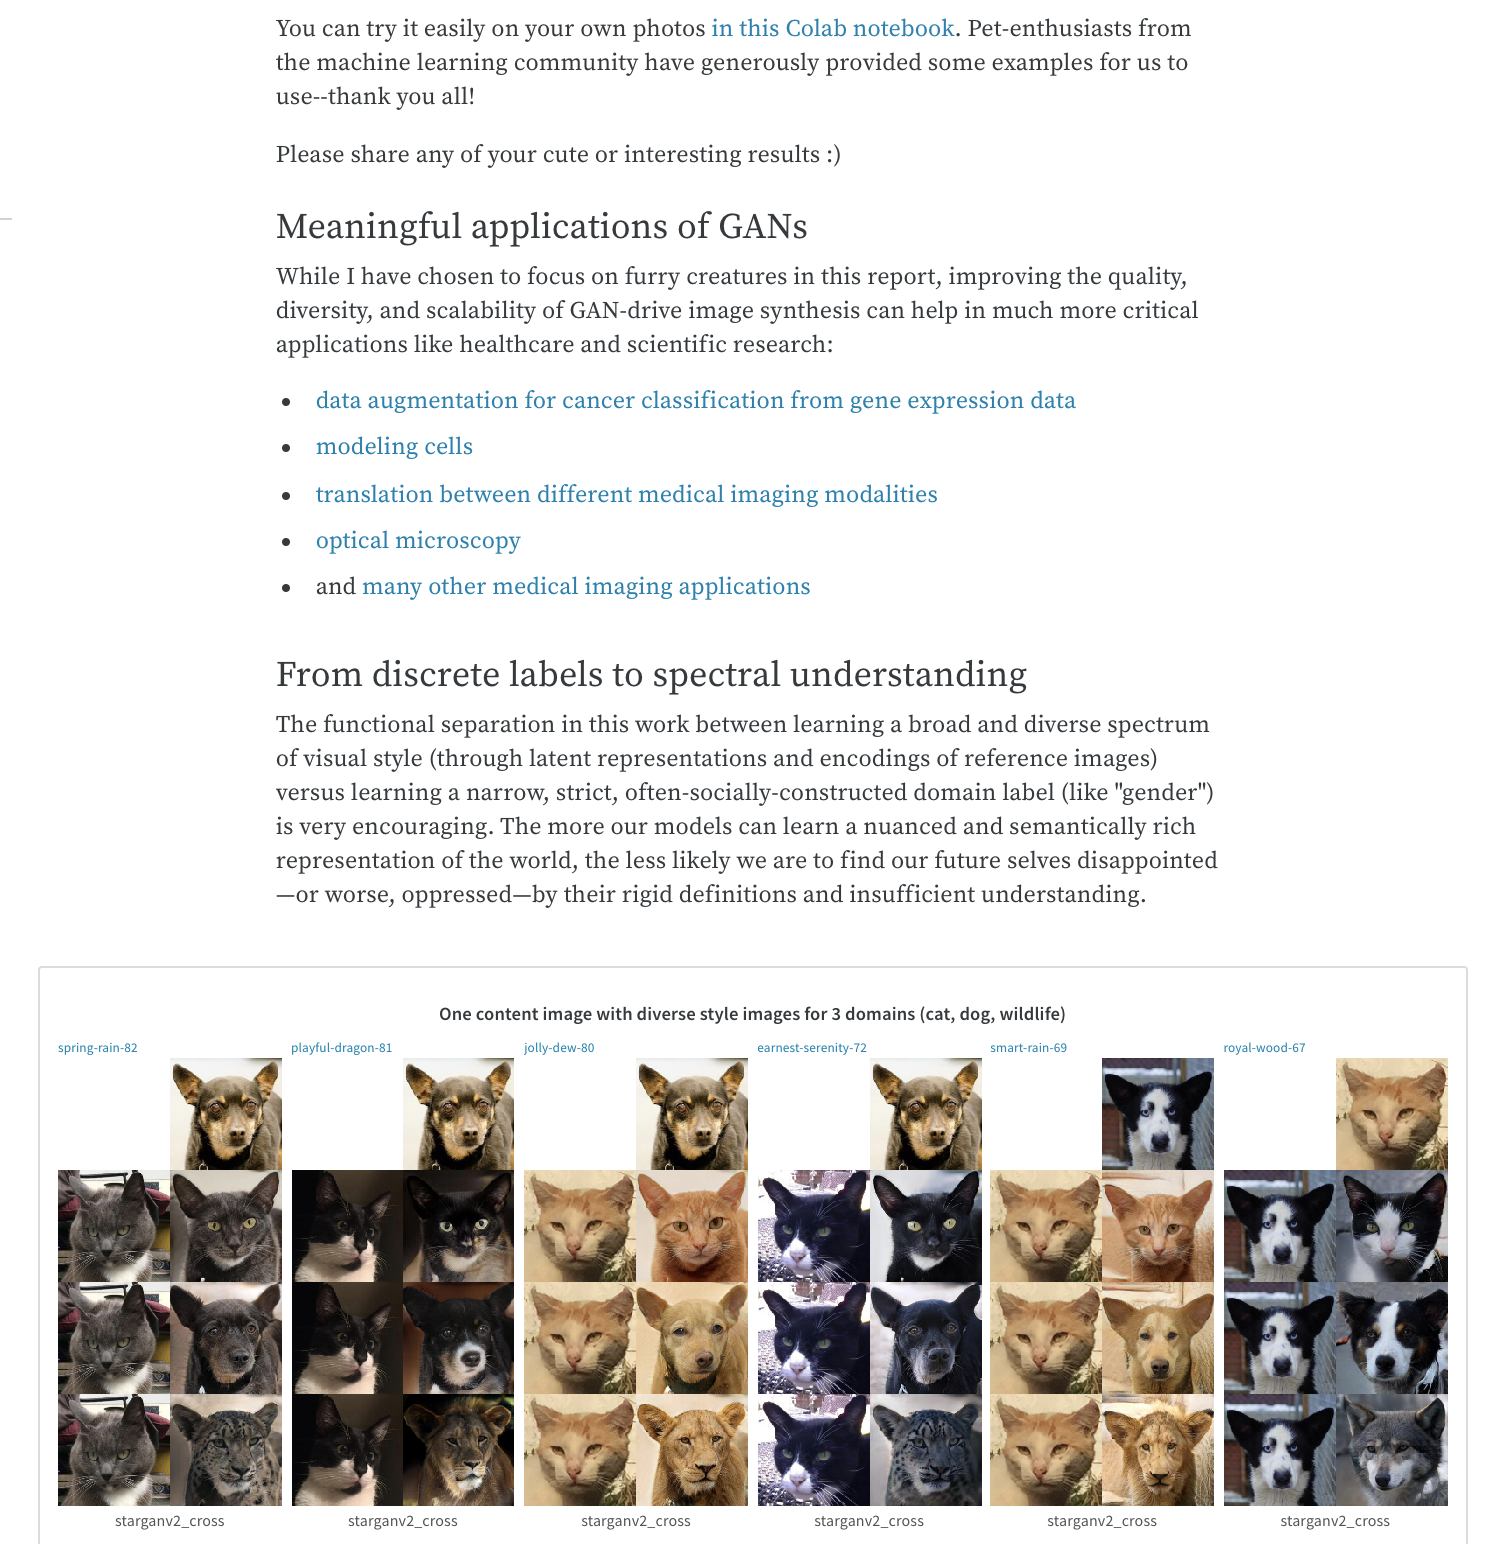 You can try it easily on your own photos in this Colab notebook. Pet-enthusiasts from
the machine learning community have generously provided some examples for us to
use--thank you all!
Please share any of your cute or interesting results :)
Meaningful applications of GANs
While I have chosen to focus on furry creatures in this report, improving the quality,
diversity, and scalability of GAN-drive image synthesis can help in much more critical
applications like healthcare and scientific research:
• data augmentation for cancer classification from gene expression data
• modeling cells
• translation between different medical imaging modalities
• optical microscopy
• and many other medical imaging applications
From discrete labels to spectral understanding
The functional separation in this work between learning a broad and diverse spectrum
of visual style (through latent representations and encodings of reference images)
versus learning a narrow, strict, often-socially-constructed domain label (like "gender")
is very encouraging. The more our models can learn a nuanced and semantically rich
representation of the world, the less likely we are to find our future selves disappointed
—or worse, oppressed—by their rigid definitions and insufficient understanding.
One content image with diverse style images for 3 domains (cat, dog, wildlife)
spring-rain-82 playful-dragon-81 jolly-dew-80 earnest-serenity-72 smart-rain-69 royal-wood-67
starganv2_cross starganv2_cross starganv2_cross starganv2_cross starganv2_cross starganv2_cross